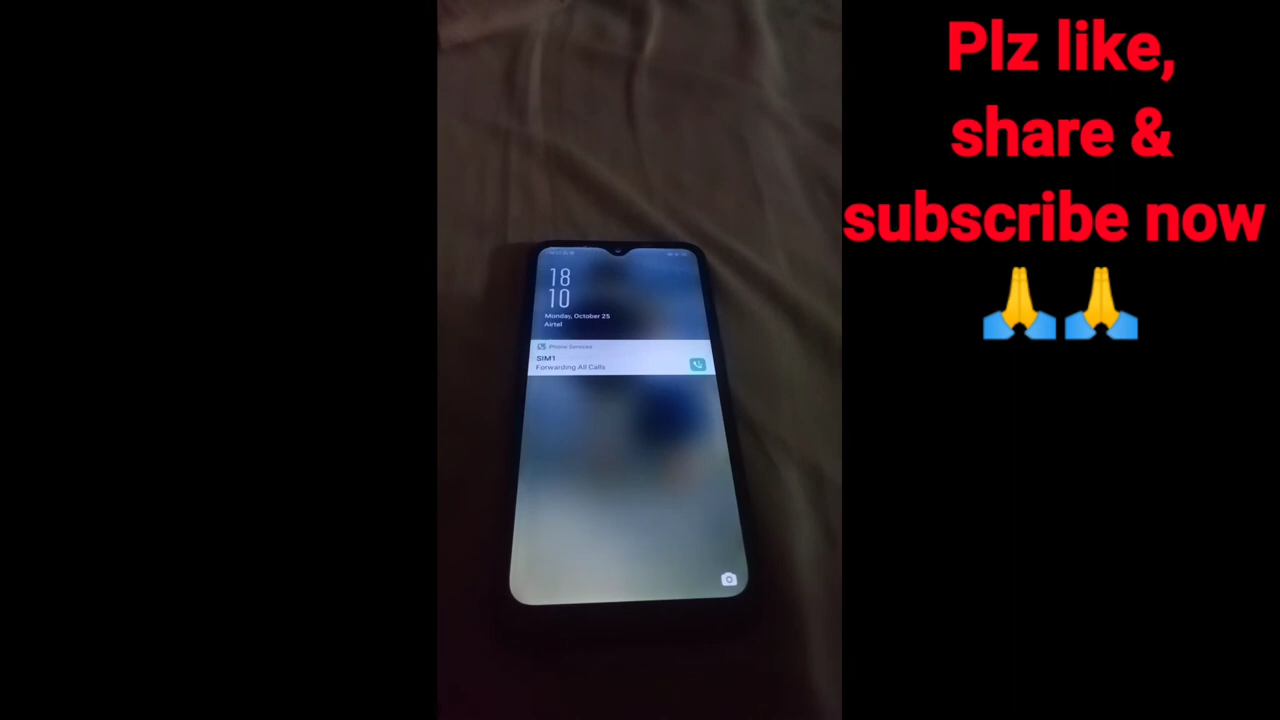 Plz like,
share &
subscribe now
🙏🙏
18
10
Monday, October 25
Airtel
Phone Services
SIM1
Forwarding All Calls